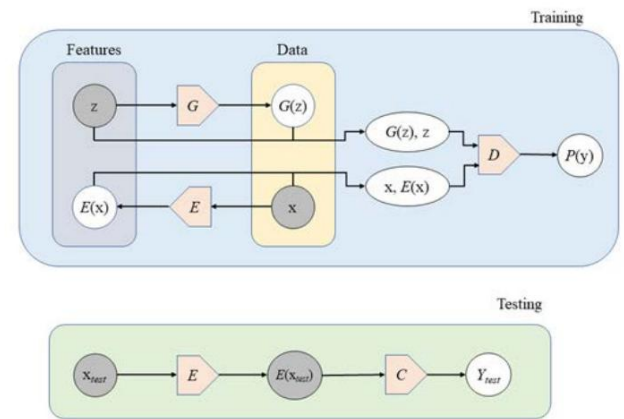 Training
Features
Data
z
G
G(z)
G(z), z
D
P(y)
x, E(x)
E(x)
E
x
Testing
x_test
E
E(x_test)
C
Y_test